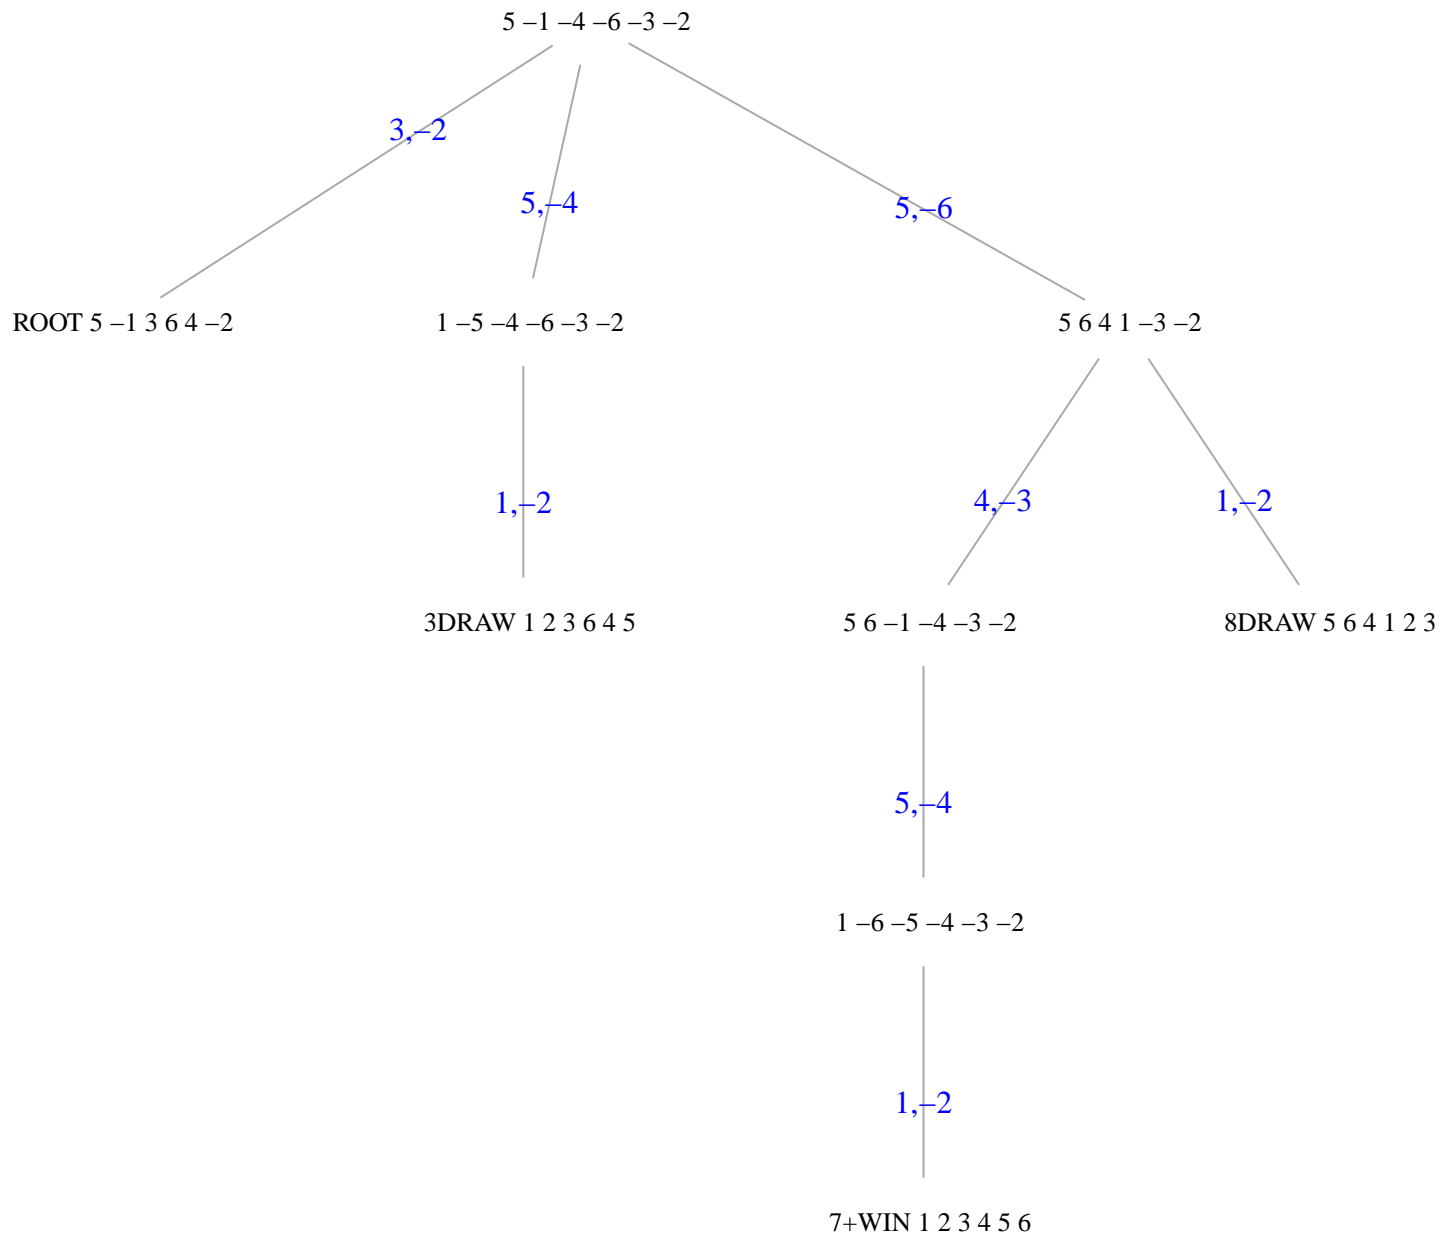 5 –1 –4 –6 –3 –2
3,–2
5,–4
5,–6
ROOT 5 –1 3 6 4 –2
1 –5 –4 –6 –3 –2
5 6 4 1 –3 –2
1,–2
4,–3
1,–2
3DRAW 1 2 3 6 4 5
5 6 –1 –4 –3 –2
8DRAW 5 6 4 1 2 3
5,–4
1 –6 –5 –4 –3 –2
1,–2
7+WIN 1 2 3 4 5 6